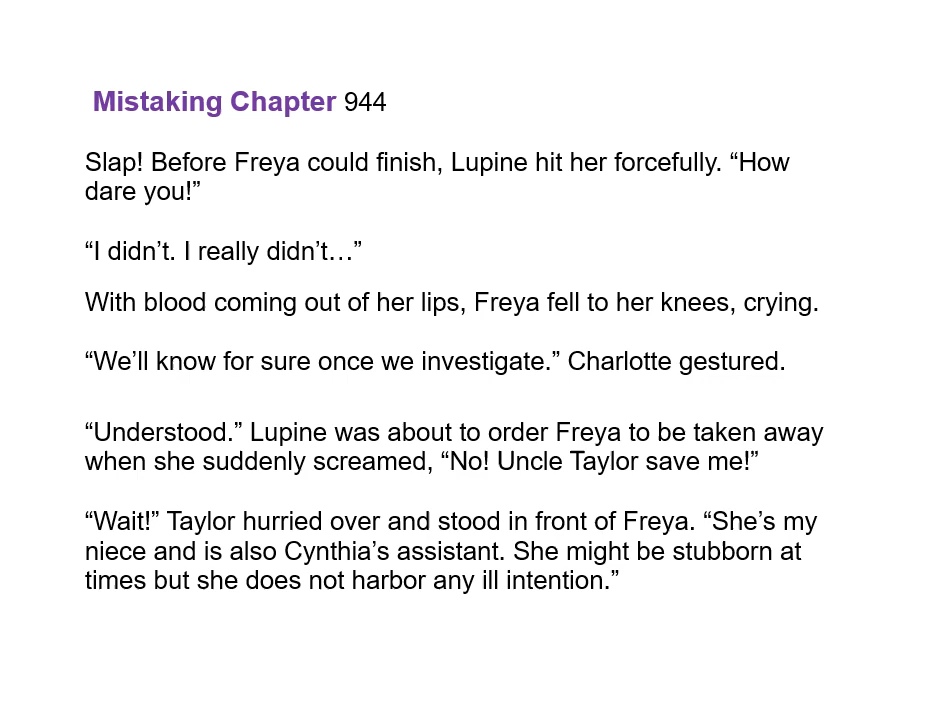 Mistaking Chapter 944
Slap! Before Freya could finish, Lupine hit her forcefully. “How
dare you!”
“I didn’t. I really didn’t…”
With blood coming out of her lips, Freya fell to her knees, crying.
“We’ll know for sure once we investigate.” Charlotte gestured.
“Understood.” Lupine was about to order Freya to be taken away
when she suddenly screamed, “No! Uncle Taylor save me!”
“Wait!” Taylor hurried over and stood in front of Freya. “She’s my
niece and is also Cynthia’s assistant. She might be stubborn at
times but she does not harbor any ill intention.”